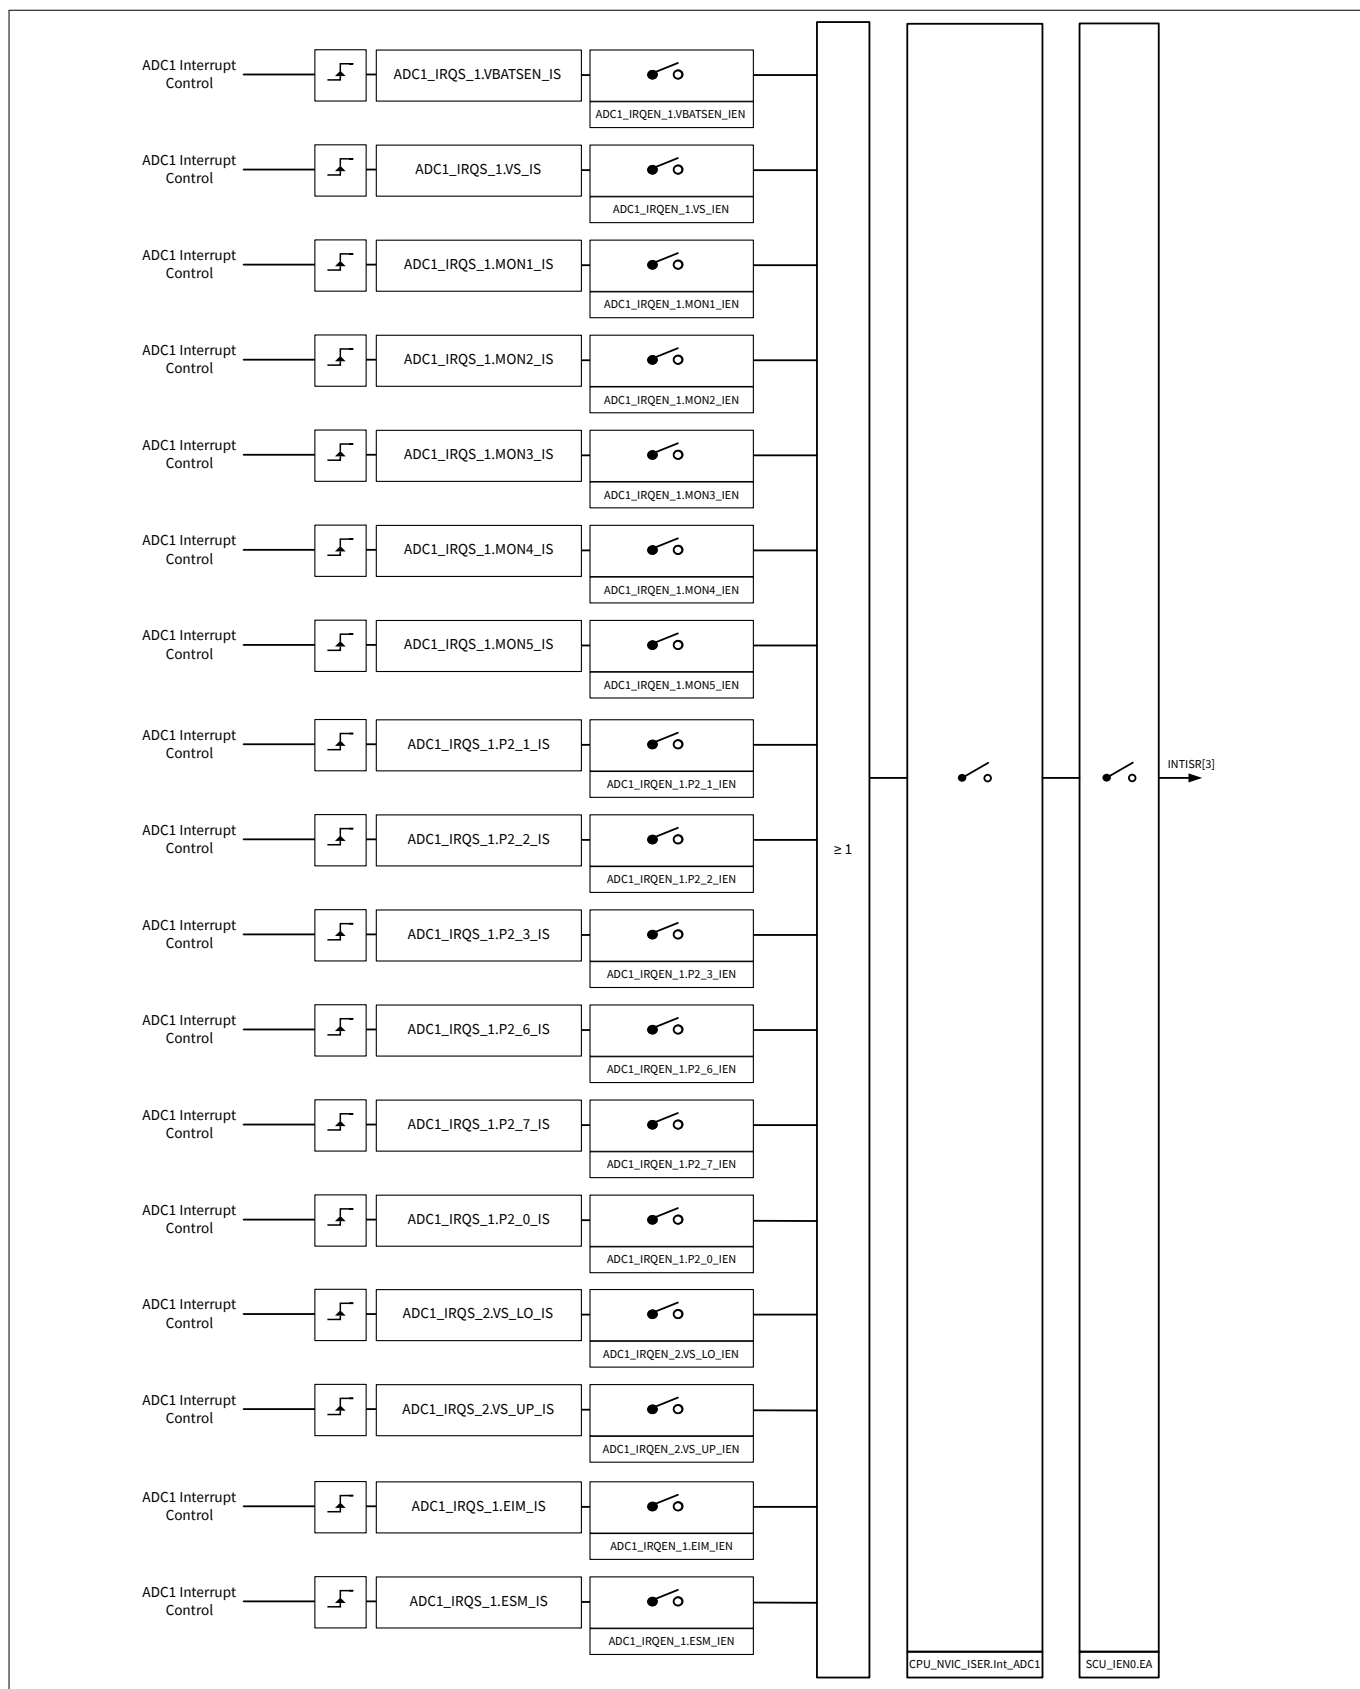 ADC1 Interrupt
Control
ADC1_IRQS_1.VBATSEN_IS
ADC1_IRQEN_1.VBATSEN_IEN
ADC1 Interrupt
Control
ADC1_IRQS_1.VS_IS
ADC1_IRQEN_1.VS_IEN
ADC1 Interrupt
Control
ADC1_IRQS_1.MON1_IS
ADC1_IRQEN_1.MON1_IEN
ADC1 Interrupt
Control
ADC1_IRQS_1.MON2_IS
ADC1_IRQEN_1.MON2_IEN
ADC1 Interrupt
Control
ADC1_IRQS_1.MON3_IS
ADC1_IRQEN_1.MON3_IEN
ADC1 Interrupt
Control
ADC1_IRQS_1.MON4_IS
ADC1_IRQEN_1.MON4_IEN
ADC1 Interrupt
Control
ADC1_IRQS_1.MON5_IS
ADC1_IRQEN_1.MON5_IEN
ADC1 Interrupt
Control
ADC1_IRQS_1.P2_1_IS
ADC1_IRQEN_1.P2_1_IEN
INTISR[3]
ADC1 Interrupt
Control
ADC1_IRQS_1.P2_2_IS
ADC1_IRQEN_1.P2_2_IEN
≥ 1
ADC1 Interrupt
Control
ADC1_IRQS_1.P2_3_IS
ADC1_IRQEN_1.P2_3_IEN
ADC1 Interrupt
Control
ADC1_IRQS_1.P2_6_IS
ADC1_IRQEN_1.P2_6_IEN
ADC1 Interrupt
Control
ADC1_IRQS_1.P2_7_IS
ADC1_IRQEN_1.P2_7_IEN
ADC1 Interrupt
Control
ADC1_IRQS_1.P2_0_IS
ADC1_IRQEN_1.P2_0_IEN
ADC1 Interrupt
Control
ADC1_IRQS_2.VS_LO_IS
ADC1_IRQEN_2.VS_LO_IEN
ADC1 Interrupt
Control
ADC1_IRQS_2.VS_UP_IS
ADC1_IRQEN_2.VS_UP_IEN
ADC1 Interrupt
Control
ADC1_IRQS_1.EIM_IS
ADC1_IRQEN_1.EIM_IEN
ADC1 Interrupt
Control
ADC1_IRQS_1.ESM_IS
ADC1_IRQEN_1.ESM_IEN
CPU_NVIC_ISER.Int_ADC1
SCU_IEN0.EA